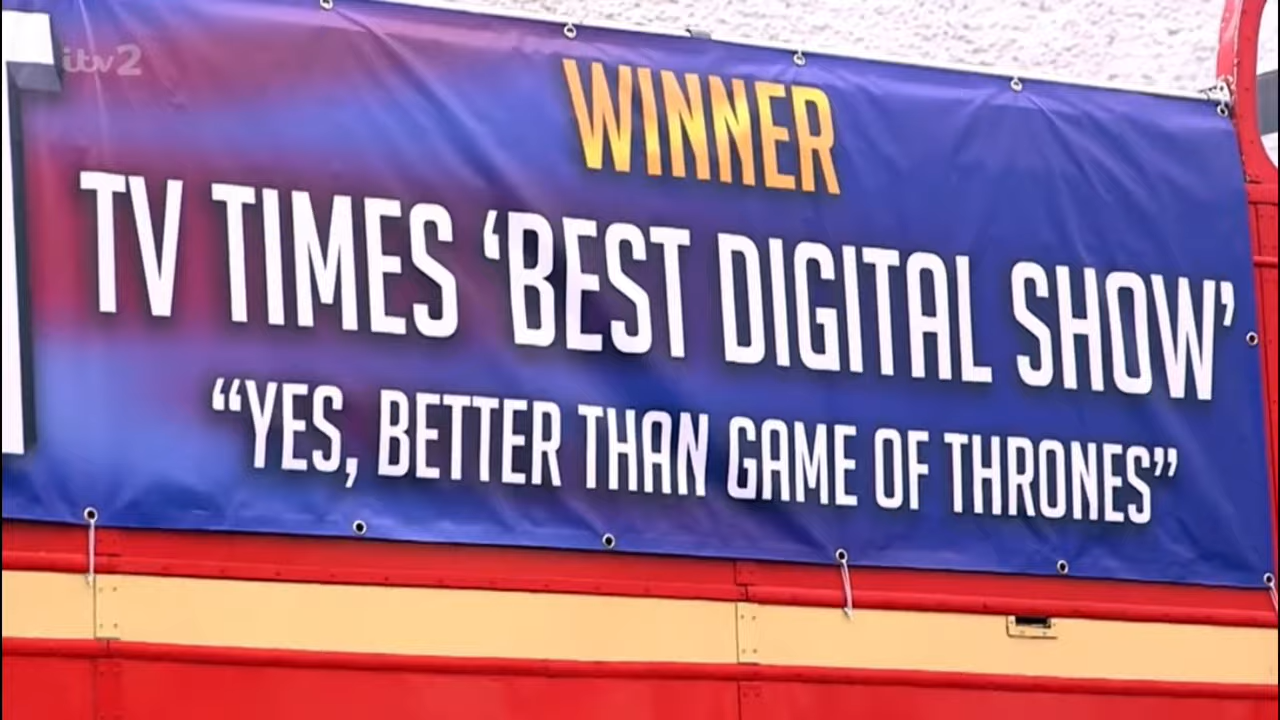 itv2
WINNER
TV TIMES ‘BEST DIGITAL SHOW’
“YES, BETTER THAN GAME OF THRONES”